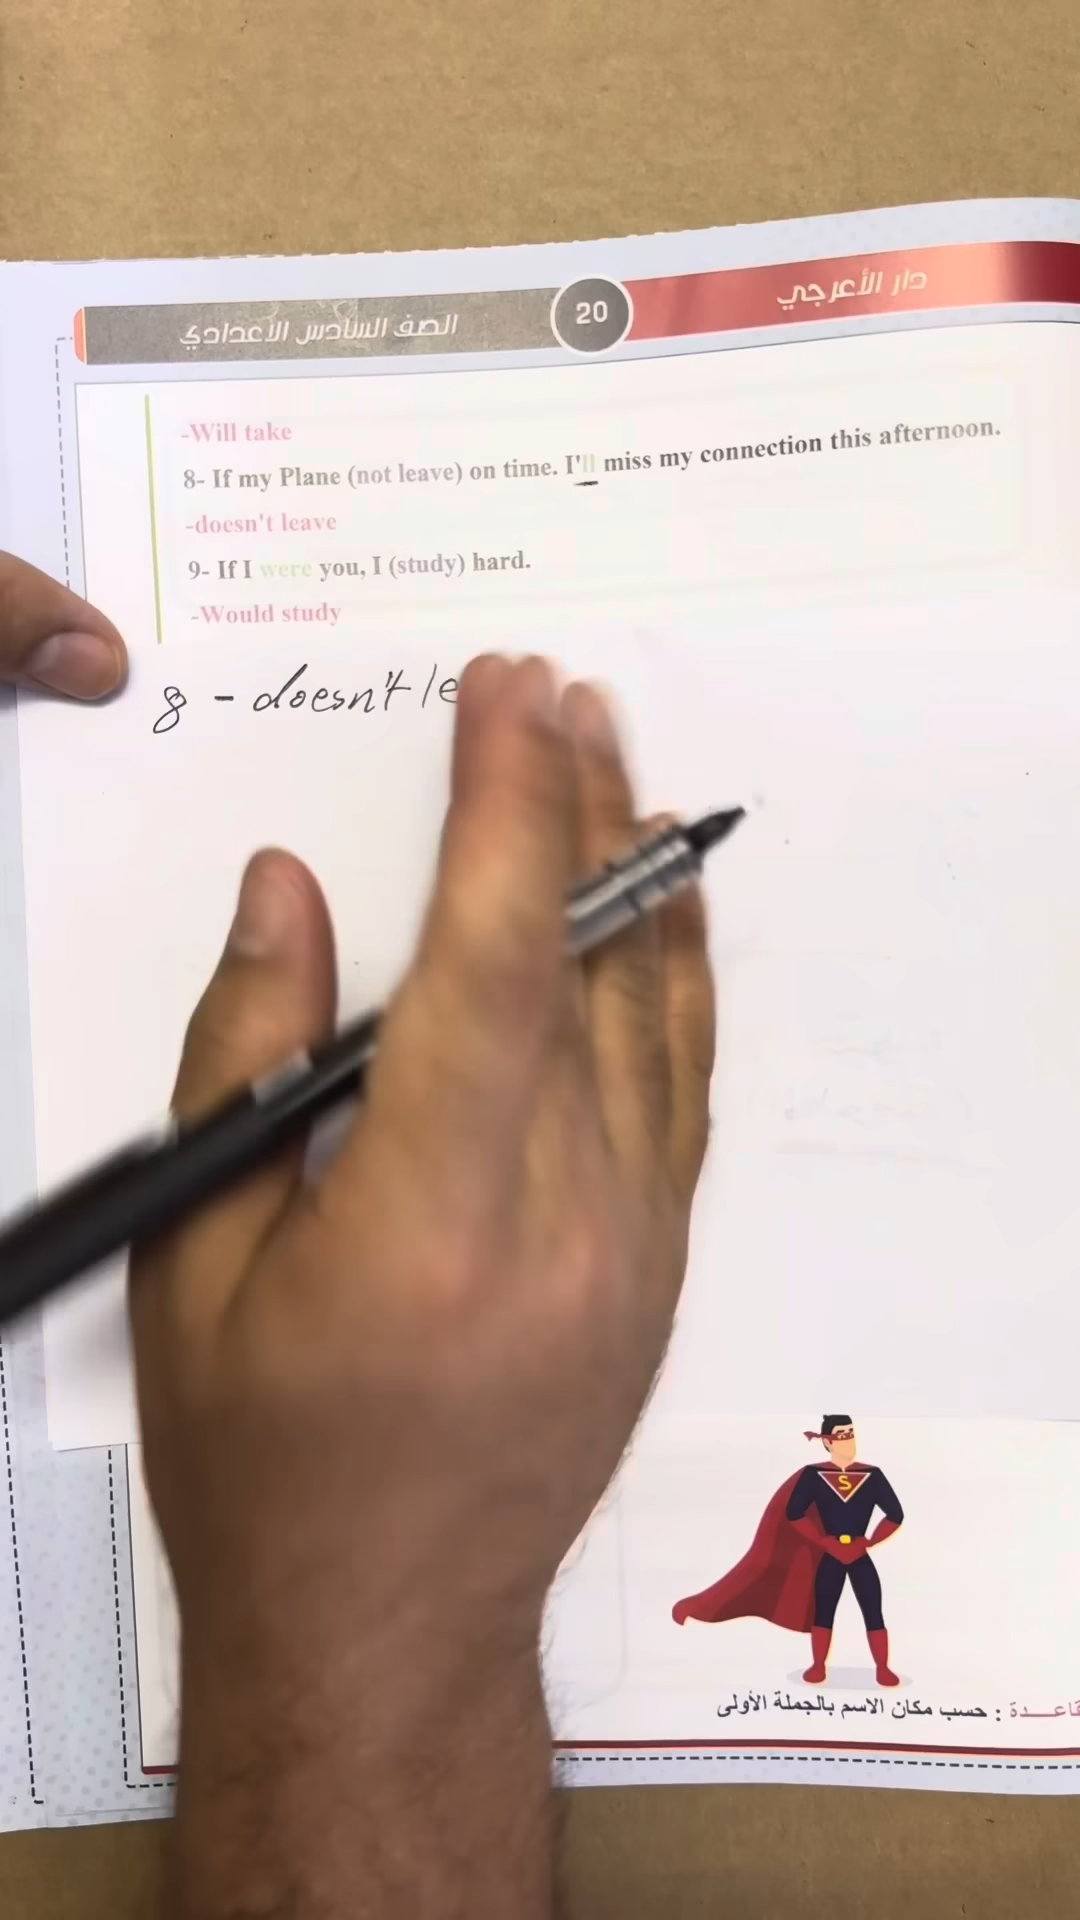 الصف السادس الاعدادي 20 دار الأعرجي
-Will take
8- If my Plane (not leave) on time. I'll miss my connection this afternoon.
-doesn't leave
9- If I were you, I (study) hard.
-Would study
8 - doesn't le
S
: حسب مكان الاسم بالجملة الأولى